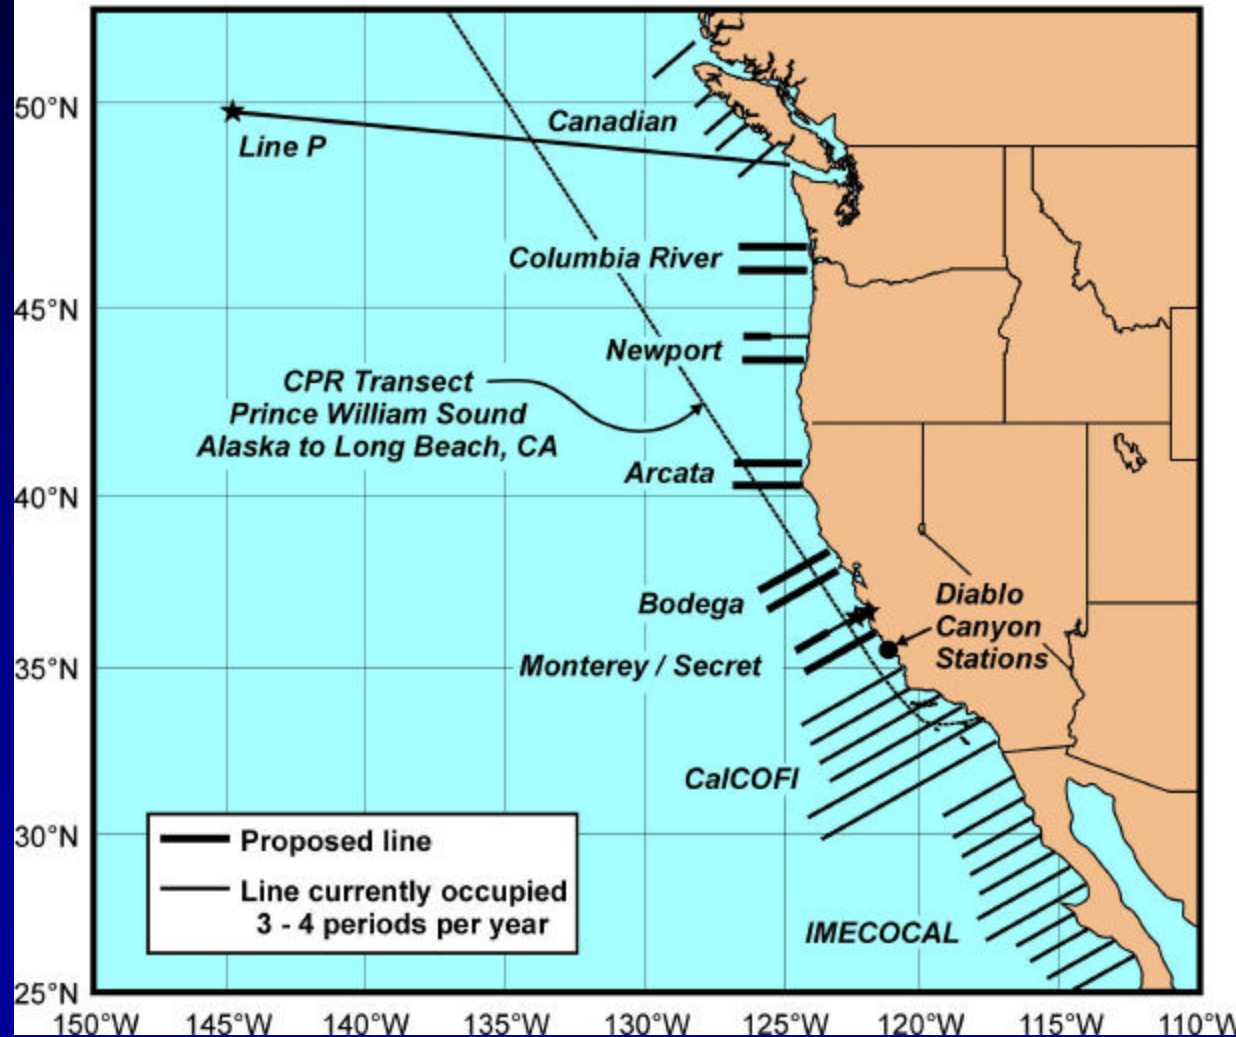 50°N
45°N
40°N
35°N
30°N
25°N
150°W
145°W
140°W
135°W
130°W
125°W
120°W
115°W
110°W
Line P
Canadian
Columbia River
Newport
CPR Transect
Prince William Sound
Alaska to Long Beach, CA
Arcata
Bodega
Diablo
Canyon
Stations
Monterey / Secret
CalCOFI
IMECOCAL
Proposed line
Line currently occupied
3 - 4 periods per year